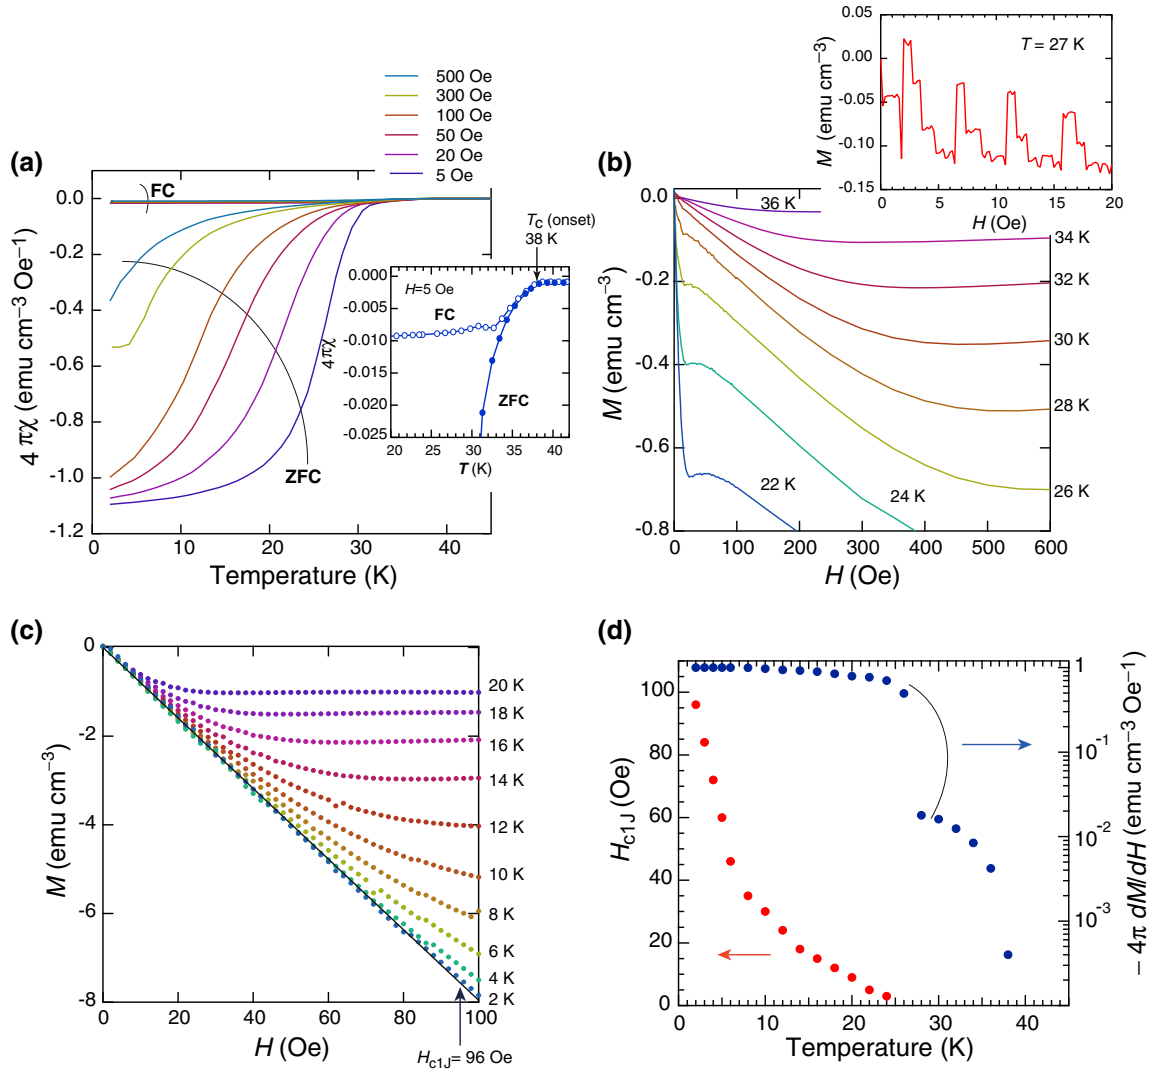 500 Oe
300 Oe
100 Oe
50 Oe
20 Oe
5 Oe
(a)
FC
ZFC
0.0
-0.2
-0.4
-0.6
-0.8
-1.0
-1.2
4 πχ (emu cm−3 Oe−1)
0
10
20
30
40
Temperature (K)
TC (onset)
38 K
H=5 Oe
FC
ZFC
0.000
-0.005
-0.010
-0.015
-0.020
-0.025
4πχ
20
25
30
35
40
T (K)
(b)
0.05
0.00
-0.05
-0.10
-0.15
M (emu cm−3)
T = 27 K
0
5
10
15
20
H (Oe)
0.0
-0.2
-0.4
-0.6
-0.8
M (emu cm−3)
36 K
34 K
32 K
30 K
28 K
26 K
24 K
22 K
0
100
200
300
400
500
600
H (Oe)
(c)
0
-2
-4
-6
-8
M (emu cm−3)
20 K
18 K
16 K
14 K
12 K
10 K
8 K
6 K
4 K
2 K
0
20
40
60
80
100
H (Oe)
Hc1J= 96 Oe
(d)
100
80
60
40
20
0
Hc1J (Oe)
1
10−1
10−2
10−3
− 4π dM/dH (emu cm−3 Oe−1)
0
10
20
30
40
Temperature (K)